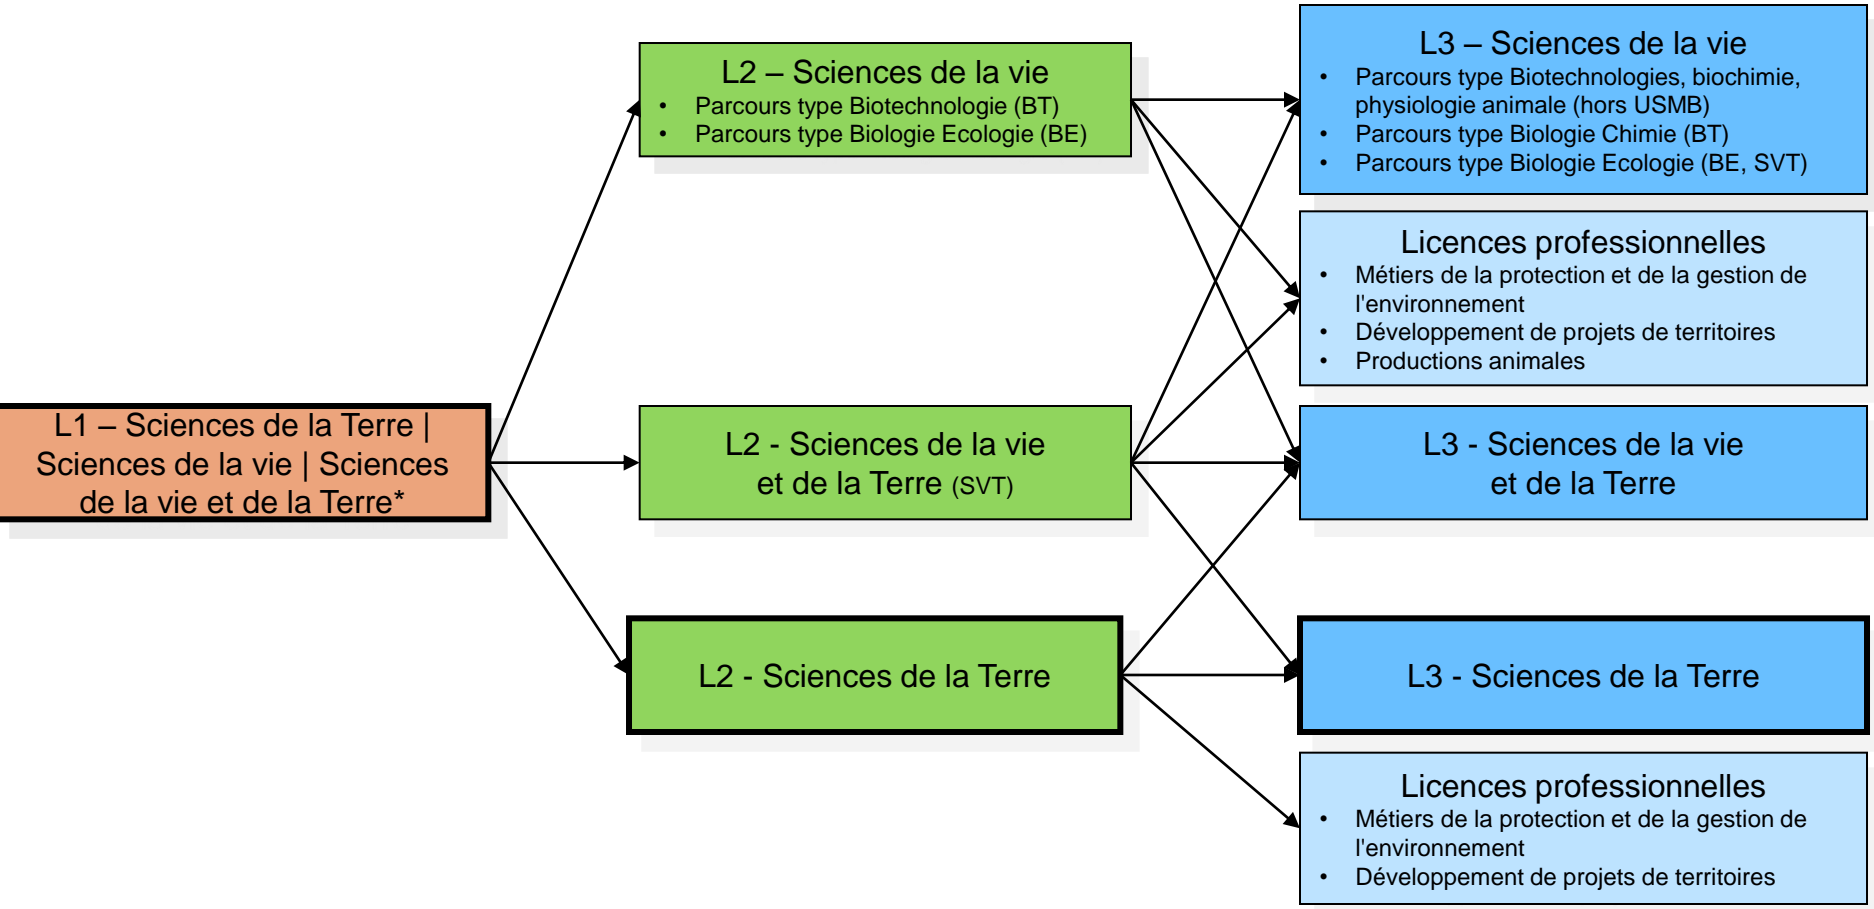 L1 – Sciences de la Terre |
Sciences de la vie | Sciences
de la vie et de la Terre*
L2 – Sciences de la vie
• Parcours type Biotechnologie (BT)
• Parcours type Biologie Ecologie (BE)
L2 - Sciences de la vie
et de la Terre (SVT)
L2 - Sciences de la Terre
L3 – Sciences de la vie
• Parcours type Biotechnologies, biochimie,
physiologie animale (hors USMB)
• Parcours type Biologie Chimie (BT)
• Parcours type Biologie Ecologie (BE, SVT)
Licences professionnelles
• Métiers de la protection et de la gestion de
l'environnement
• Développement de projets de territoires
• Productions animales
L3 - Sciences de la vie
et de la Terre
L3 - Sciences de la Terre
Licences professionnelles
• Métiers de la protection et de la gestion de
l'environnement
• Développement de projets de territoires